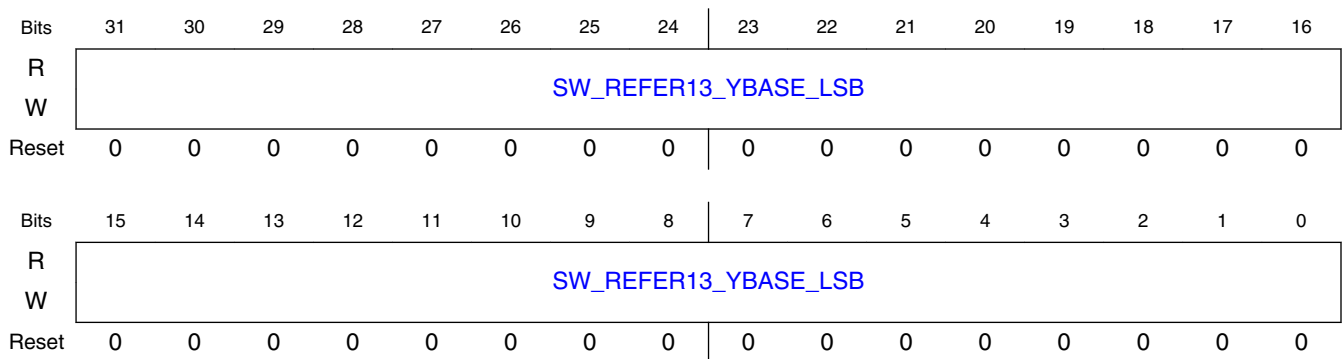 Bits 31 30 29 28 27 26 25 24 23 22 21 20 19 18 17 16
R
SW_REFER13_YBASE_LSB
W
Reset 0 0 0 0 0 0 0 0 0 0 0 0 0 0 0 0
Bits 15 14 13 12 11 10 9 8 7 6 5 4 3 2 1 0
R
SW_REFER13_YBASE_LSB
W
Reset 0 0 0 0 0 0 0 0 0 0 0 0 0 0 0 0